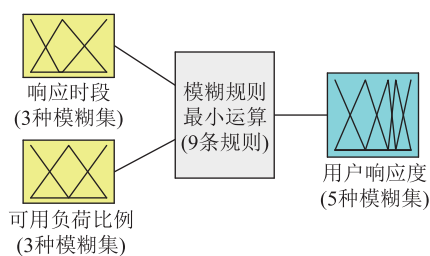 响应时段
(3种模糊集)
模糊规则
最小运算
(9条规则)
用户响应度
(5种模糊集)
可用负荷比例
(3种模糊集)